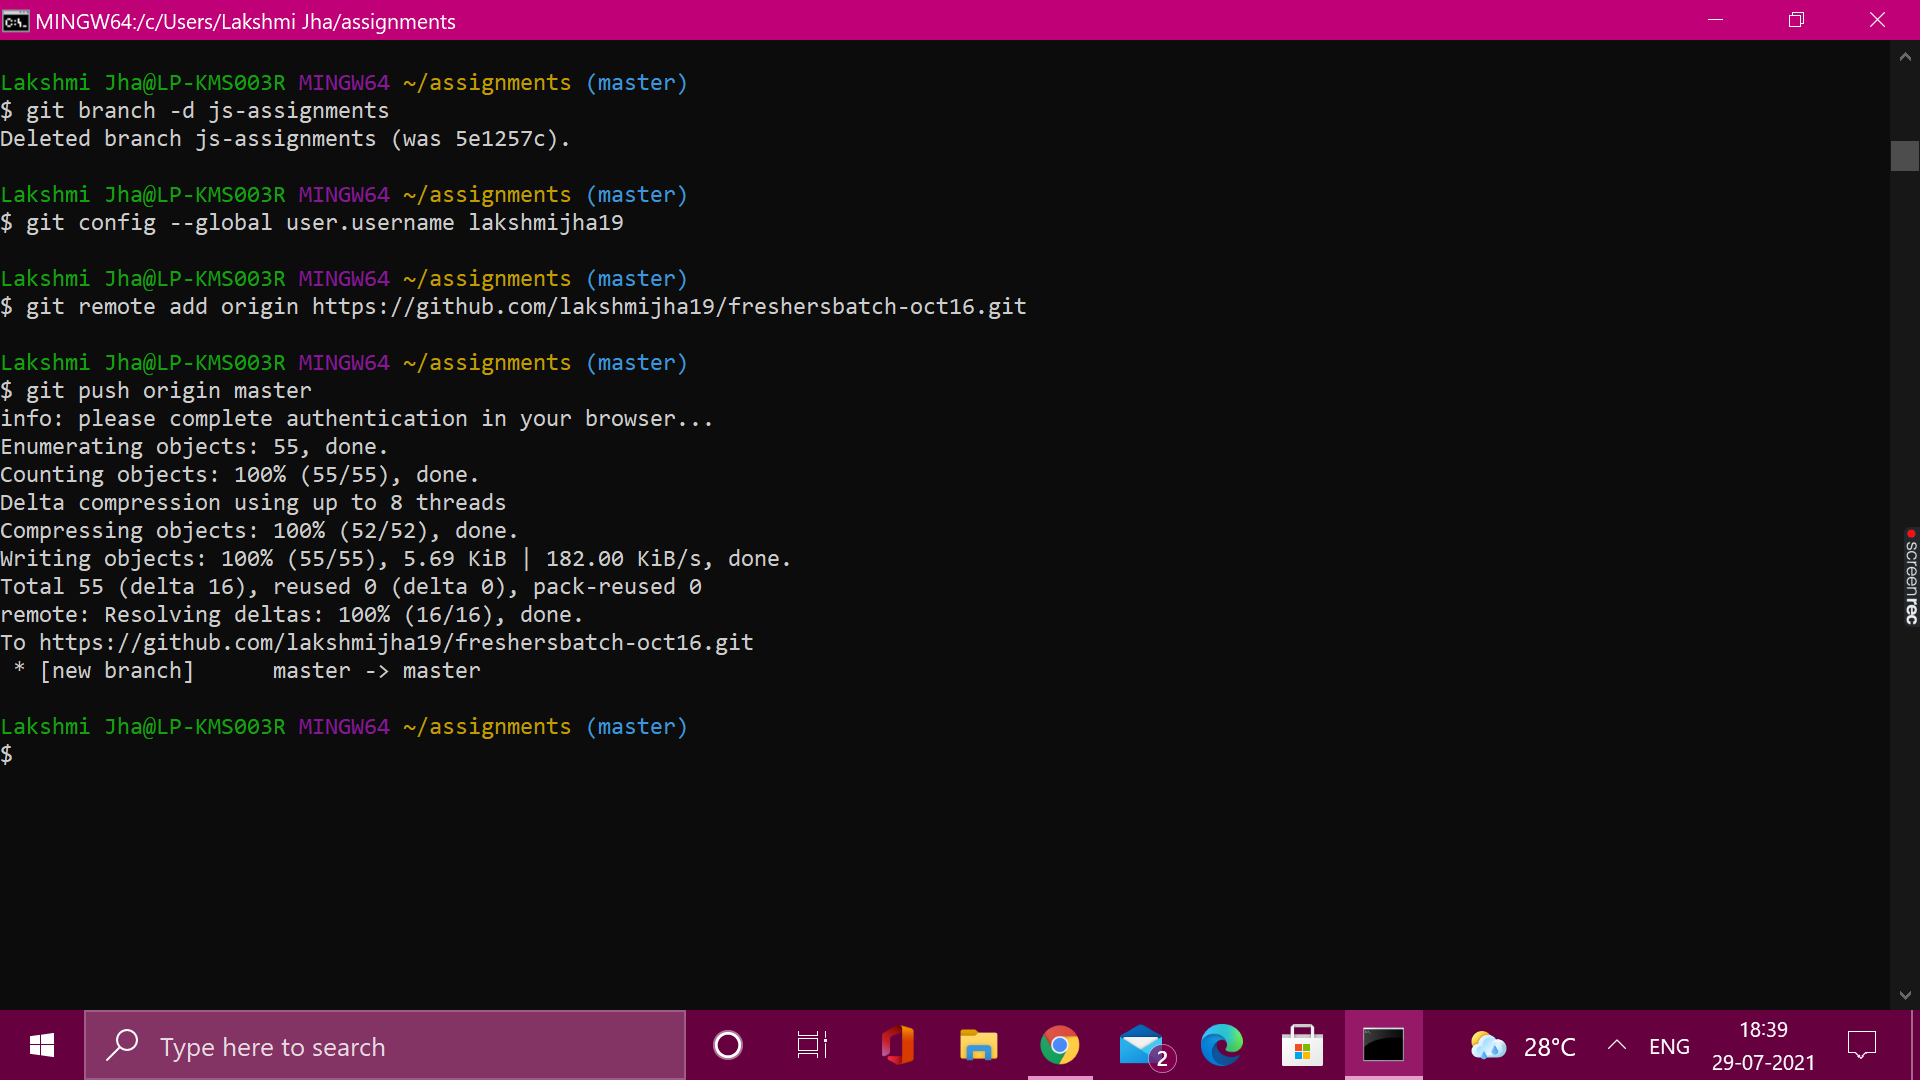 MINGW64:/c/Users/Lakshmi Jha/assignments
Lakshmi Jha@LP-KMS003R MINGW64 ~/assignments (master)
$ git branch -d js-assignments
Deleted branch js-assignments (was 5e1257c).
Lakshmi Jha@LP-KMS003R MINGW64 ~/assignments (master)
$ git config --global user.username lakshmijha19
Lakshmi Jha@LP-KMS003R MINGW64 ~/assignments (master)
$ git remote add origin https://github.com/lakshmijha19/freshersbatch-oct16.git
Lakshmi Jha@LP-KMS003R MINGW64 ~/assignments (master)
$ git push origin master
info: please complete authentication in your browser...
Enumerating objects: 55, done.
Counting objects: 100% (55/55), done.
Delta compression using up to 8 threads
Compressing objects: 100% (52/52), done.
Writing objects: 100% (55/55), 5.69 KiB | 182.00 KiB/s, done.
Total 55 (delta 16), reused 0 (delta 0), pack-reused 0
remote: Resolving deltas: 100% (16/16), done.
To https://github.com/lakshmijha19/freshersbatch-oct16.git
 * [new branch]      master -> master
Lakshmi Jha@LP-KMS003R MINGW64 ~/assignments (master)
$
screenrec
Type here to search
2
28°C
ENG
18:39
29-07-2021